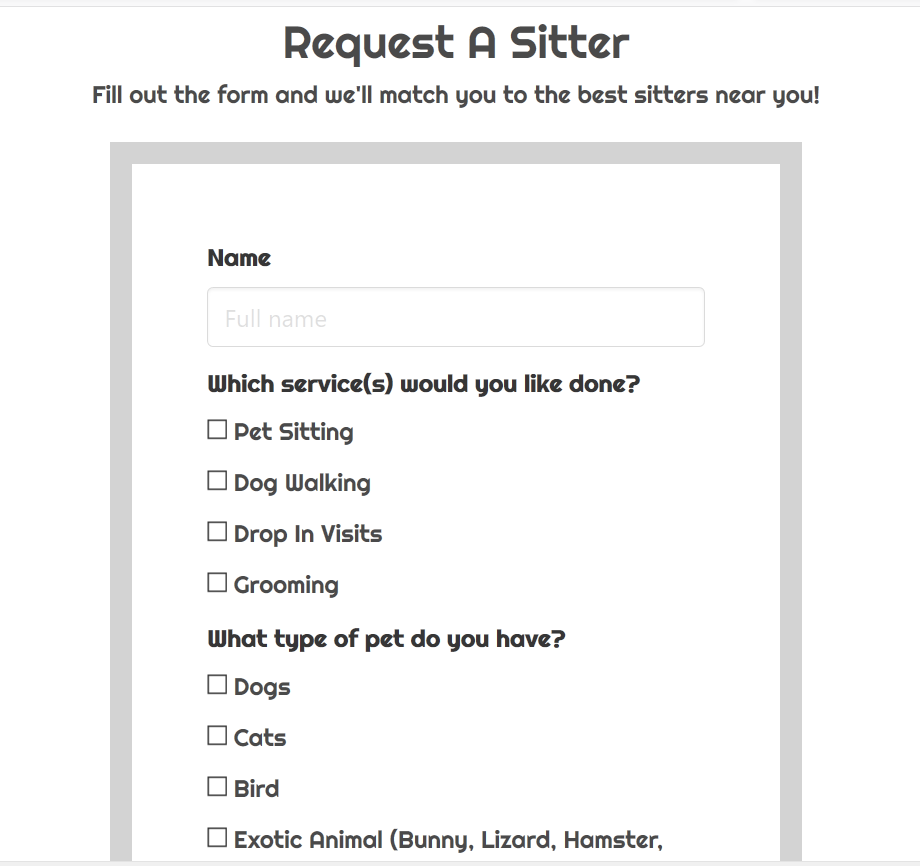 Request A Sitter
Fill out the form and we'll match you to the best sitters near you!
Name
Full name
Which service(s) would you like done?
Pet Sitting
Dog Walking
Drop In Visits
Grooming
What type of pet do you have?
Dogs
Cats
Bird
Exotic Animal (Bunny, Lizard, Hamster,